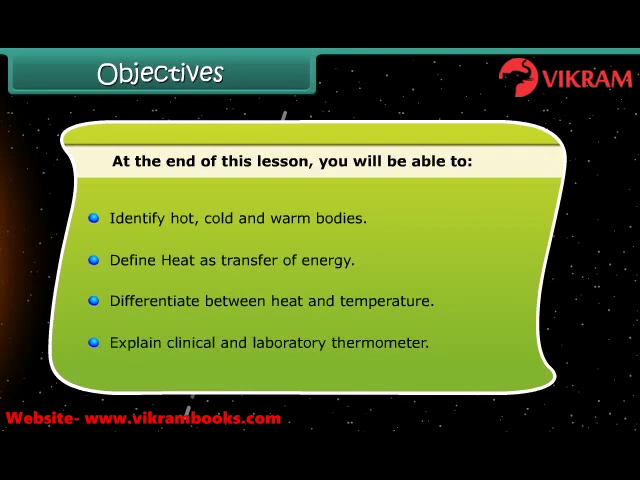 Objectives
VIKRAM
At the end of this lesson, you will be able to:
Identify hot, cold and warm bodies.
Define Heat as transfer of energy.
Differentiate between heat and temperature.
Explain clinical and laboratory thermometer.
Website- www.vikrambooks.com